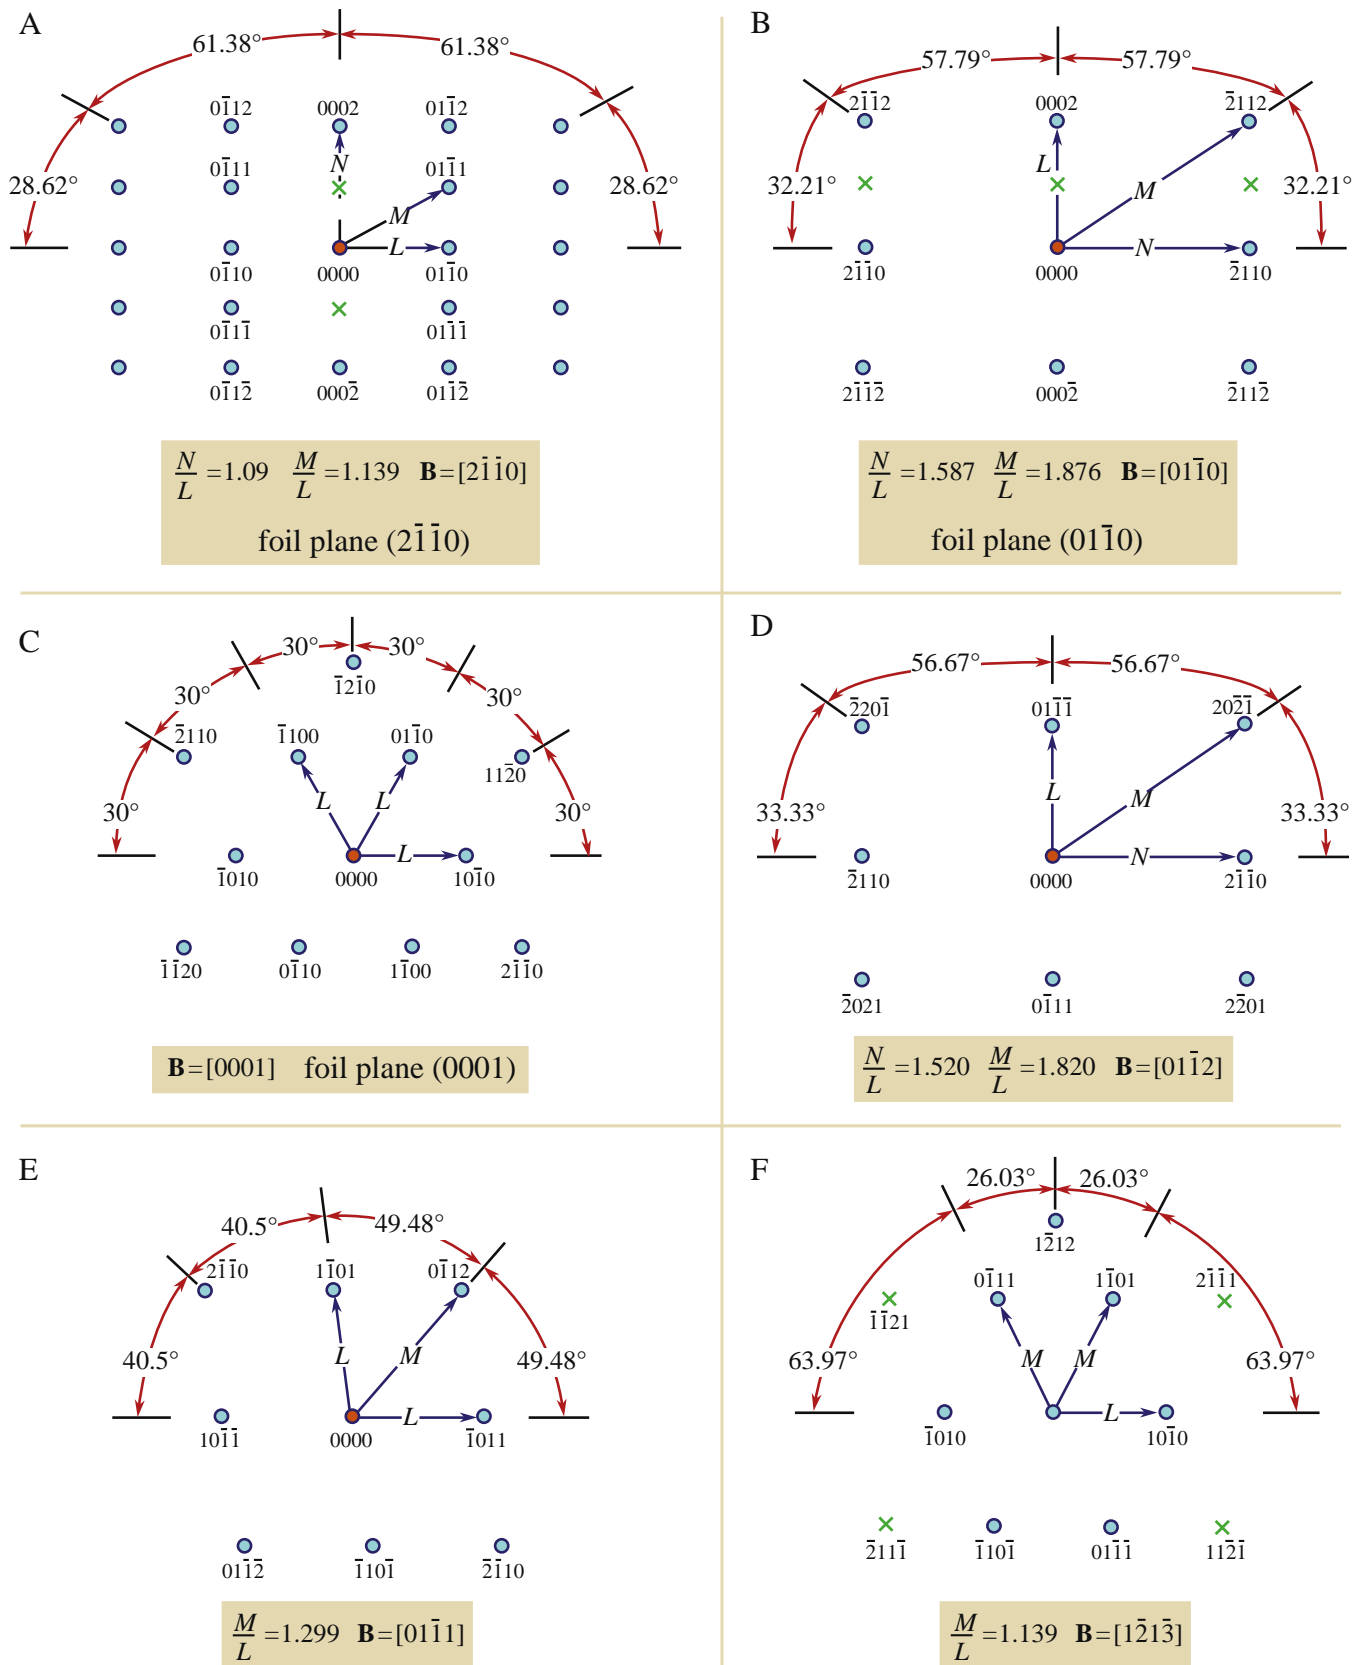 A
61.38° 61.38°
01̄12 0002 011̄2
01̄11 N 011̄1
28.62° 28.62°
M
L
01̄10 0000 011̄0
01̄11̄ 011̄1̄
01̄12̄ 0002̄ 011̄2̄
N/L =1.09 M/L =1.139 B=[21̄1̄0]
foil plane (21̄1̄0)
B
57.79° 57.79°
21̄1̄2 0002 2̄112
L
32.21° M 32.21°
N
21̄1̄0 0000 2̄110
21̄1̄2̄ 0002̄ 2̄112̄
N/L =1.587 M/L =1.876 B=[011̄0]
foil plane (011̄0)
C
30° 30°
1̄21̄0
30° 30°
2̄110 1̄100 011̄0 112̄0
30° L L 30°
L
1̄010 0000 101̄0
1̄1̄20 01̄10 11̄00 21̄1̄0
B=[0001] foil plane (0001)
D
56.67° 56.67°
2̄201̄ 011̄1̄ 202̄1̄
33.33° L M 33.33°
N
2̄110 0000 21̄1̄0
2̄021 01̄11 22̄01
N/L =1.520 M/L =1.820 B=[011̄2]
E
40.5° 49.48°
21̄1̄0 11̄01 01̄12
40.5° L M 49.48°
L
101̄1̄ 0000 1̄011
011̄2̄ 1̄101̄ 2̄1̄10
M/L =1.299 B=[011̄1]
F
26.03° 26.03°
12̄12
01̄11 11̄01 21̄1̄1
1̄1̄21
63.97° M M 63.97°
L
1̄010 101̄0
2̄111̄ 1̄101̄ 011̄1̄ 112̄1̄
M/L =1.139 B=[12̄13̄]